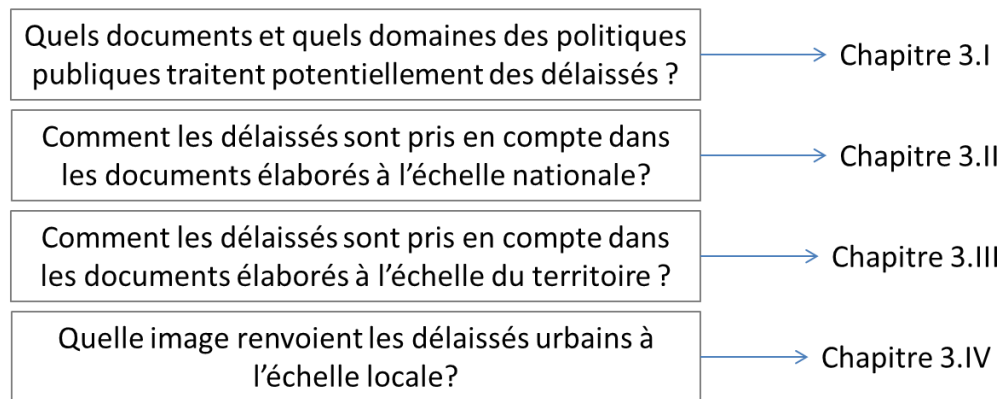 Quels documents et quels domaines des politiques
publiques traitent potentiellement des délaissés ?
Chapitre 3.I
Comment les délaissés sont pris en compte dans
les documents élaborés à l'échelle nationale?
Chapitre 3.II
Comment les délaissés sont pris en compte dans
les documents élaborés à l'échelle du territoire ?
Chapitre 3.III
Quelle image renvoient les délaissés urbains à
l'échelle locale?
Chapitre 3.IV